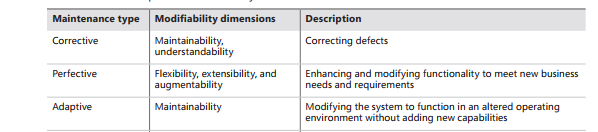 Maintenance type Modifiability dimensions Description
Corrective Maintainability, Correcting defects
understandability
Perfective Flexibility, extensibility, and Enhancing and modifying functionality to meet new business
augmentability needs and requirements
Adaptive Maintainability Modifying the system to function in an altered operating
environment without adding new capabilities